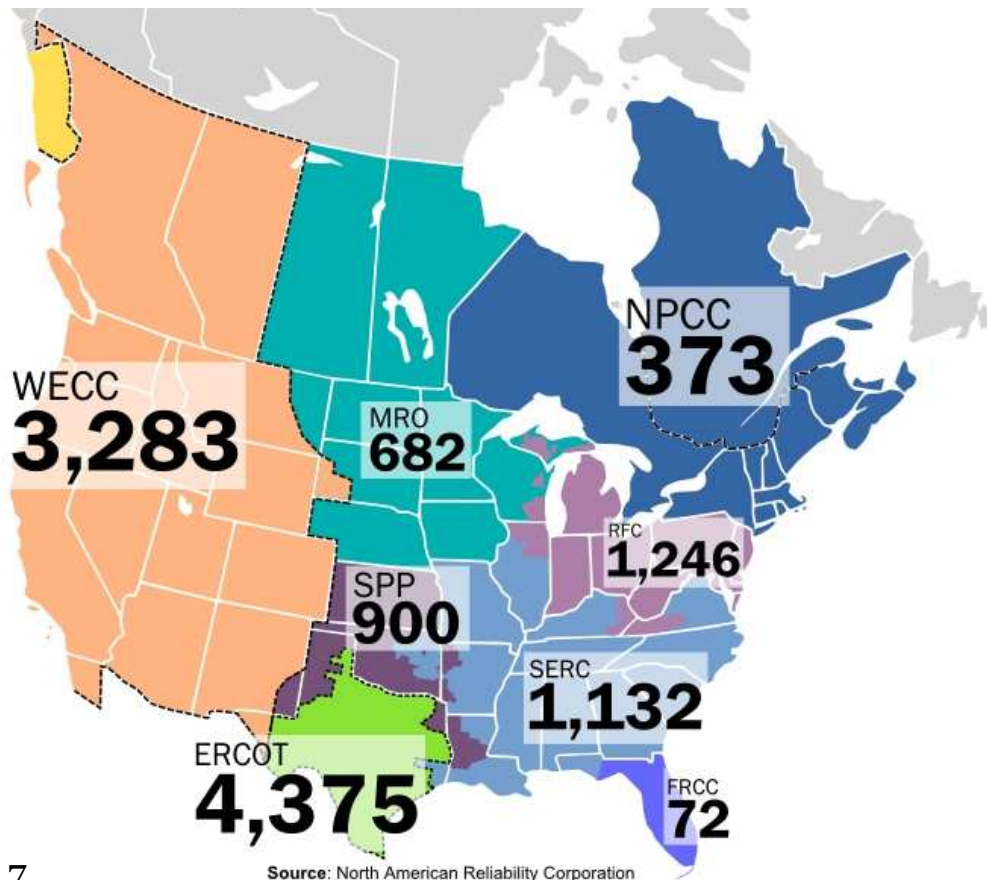 NPCC
373
WECC
3,283
MRO
682
RFC
1,246
SPP
900
SERC
1,132
ERCOT
4,375
FRCC
72
7
Source: North American Reliability Corporation